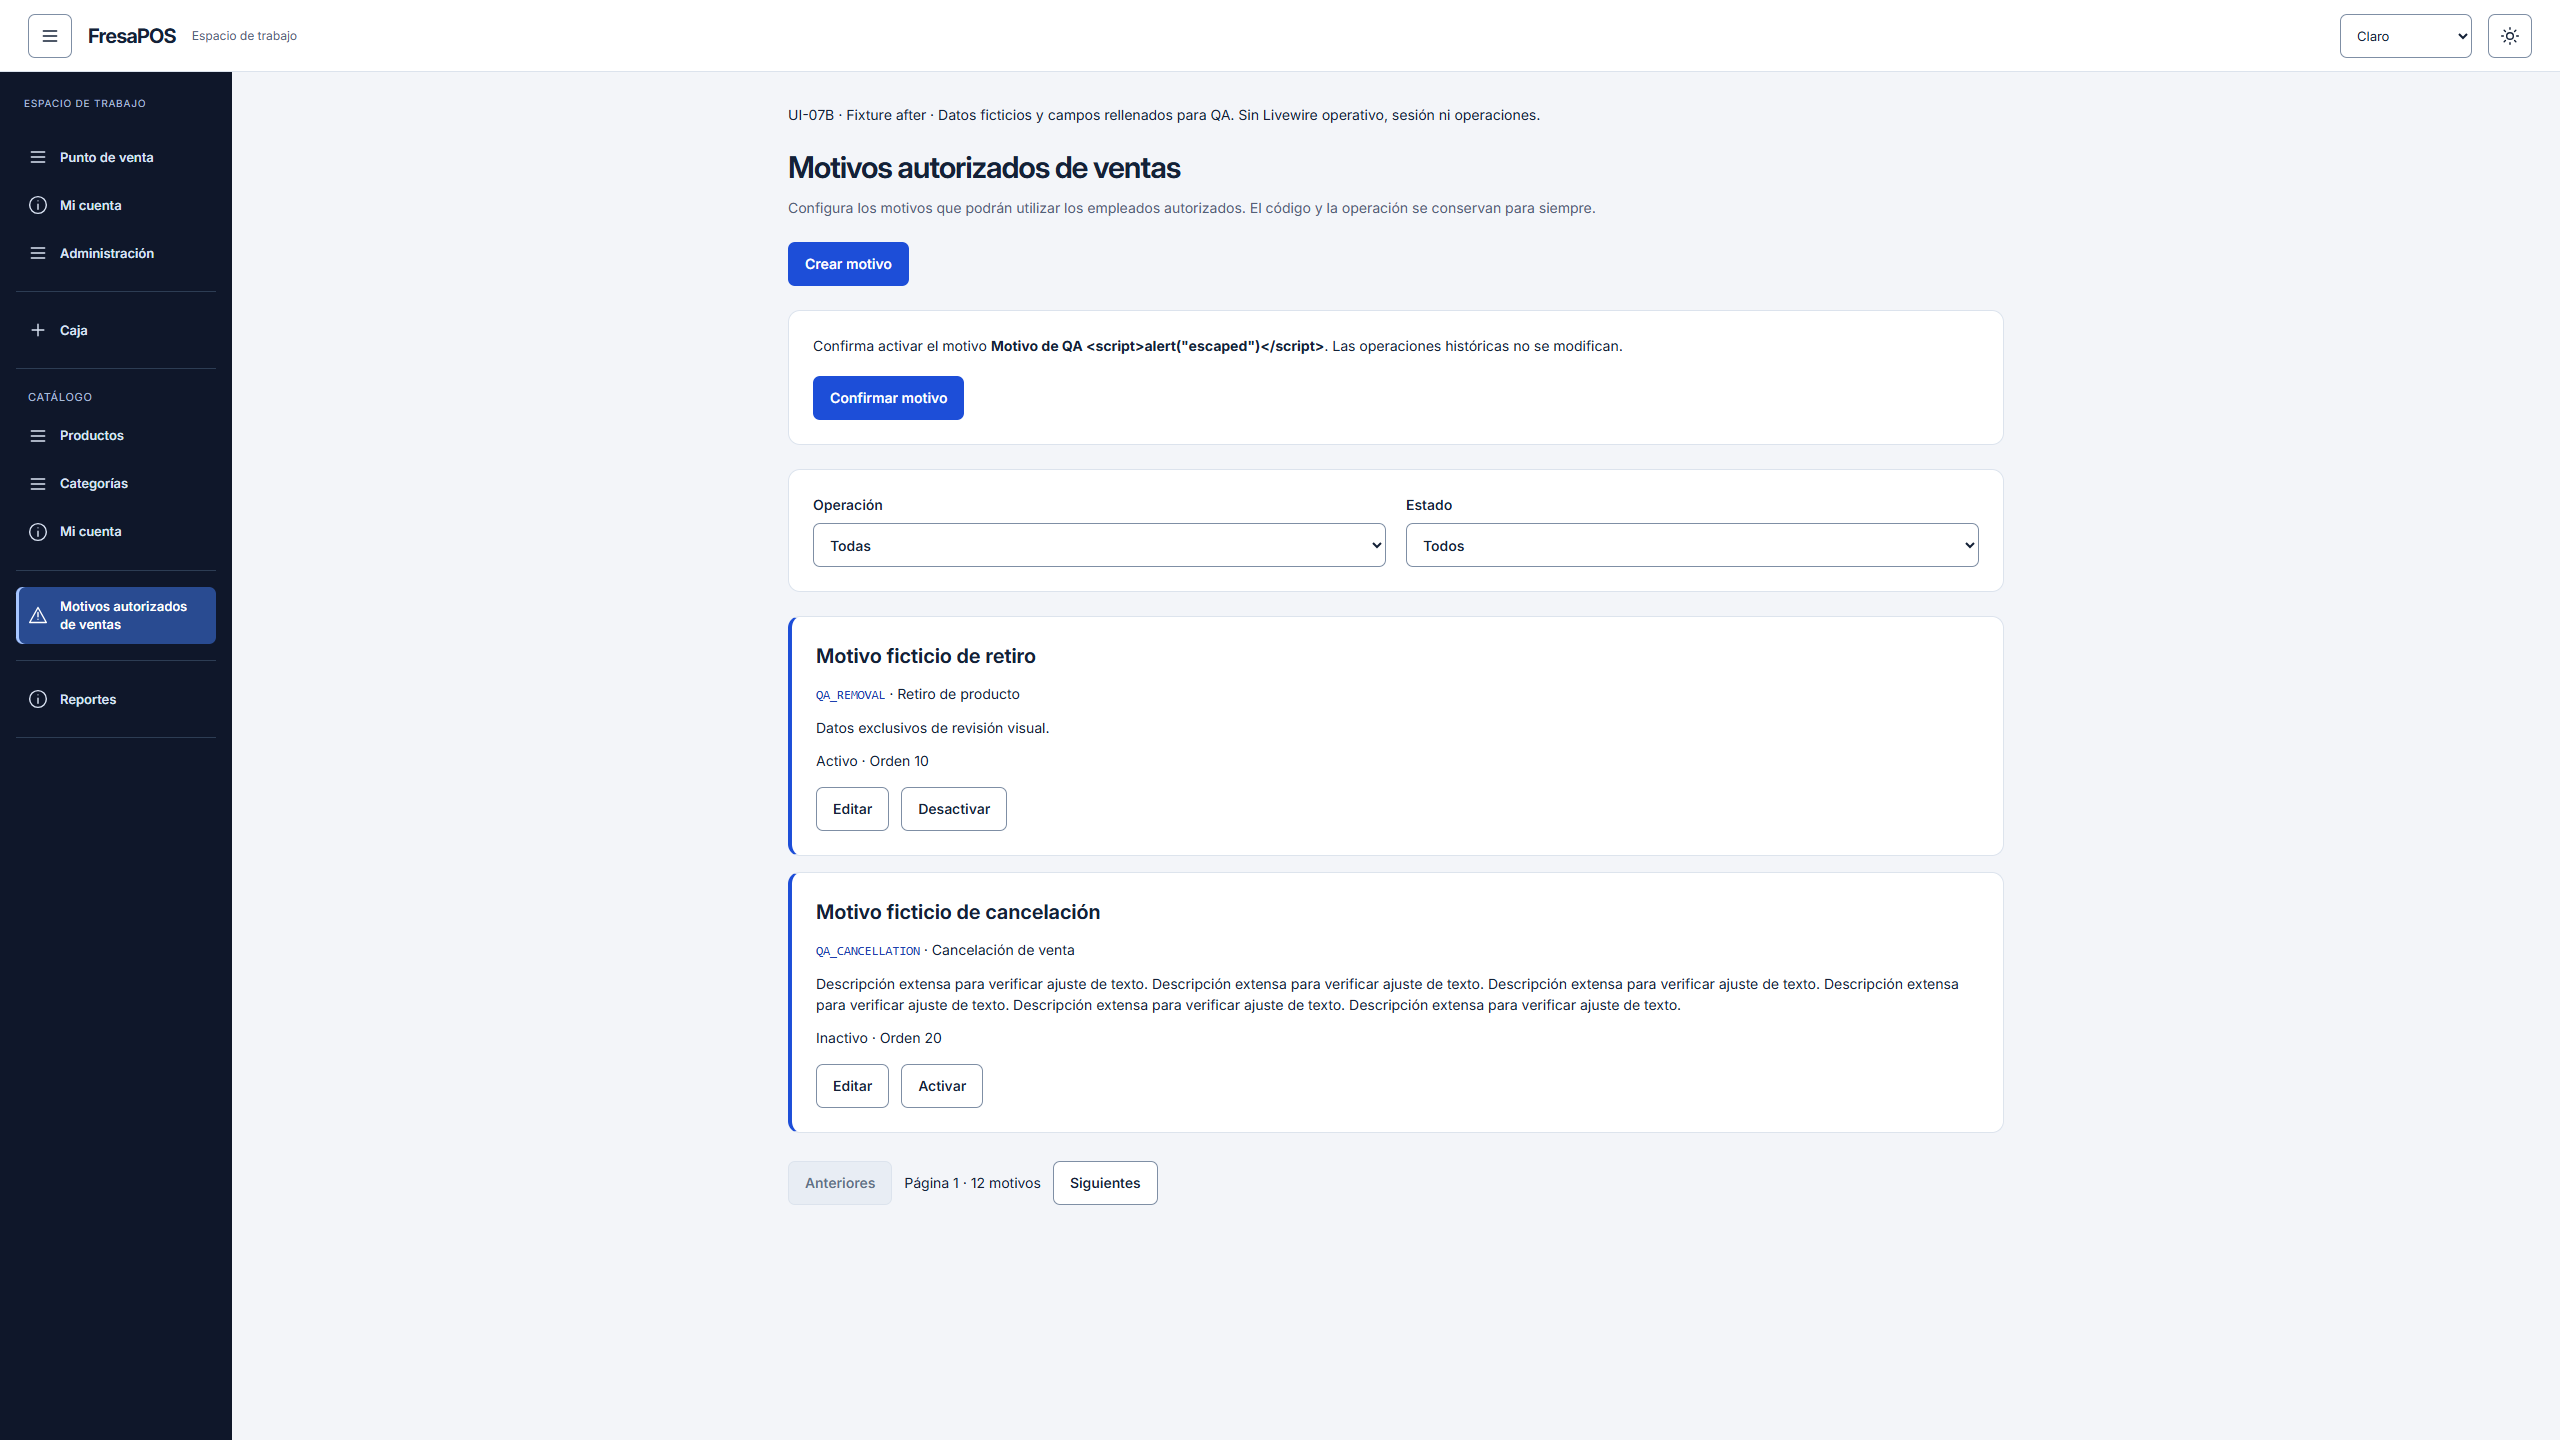 FresaPOS
Espacio de trabajo
Claro
ESPACIO DE TRABAJO
Punto de venta
Mi cuenta
Administración
Caja
CATÁLOGO
Productos
Categorías
Mi cuenta
Motivos autorizados
de ventas
Reportes
UI-07B · Fixture after · Datos ficticios y campos rellenados para QA. Sin Livewire operativo, sesión ni operaciones.
Motivos autorizados de ventas
Configura los motivos que podrán utilizar los empleados autorizados. El código y la operación se conservan para siempre.
Crear motivo
Confirma activar el motivo Motivo de QA <script>alert("escaped")</script>. Las operaciones históricas no se modifican.
Confirmar motivo
Operación
Todas
Estado
Todos
Motivo ficticio de retiro
QA_REMOVAL · Retiro de producto
Datos exclusivos de revisión visual.
Activo · Orden 10
Editar
Desactivar
Motivo ficticio de cancelación
QA_CANCELLATION · Cancelación de venta
Descripción extensa para verificar ajuste de texto. Descripción extensa para verificar ajuste de texto. Descripción extensa para verificar ajuste de texto. Descripción extensa
para verificar ajuste de texto. Descripción extensa para verificar ajuste de texto. Descripción extensa para verificar ajuste de texto.
Inactivo · Orden 20
Editar
Activar
Anteriores
Página 1 · 12 motivos
Siguientes